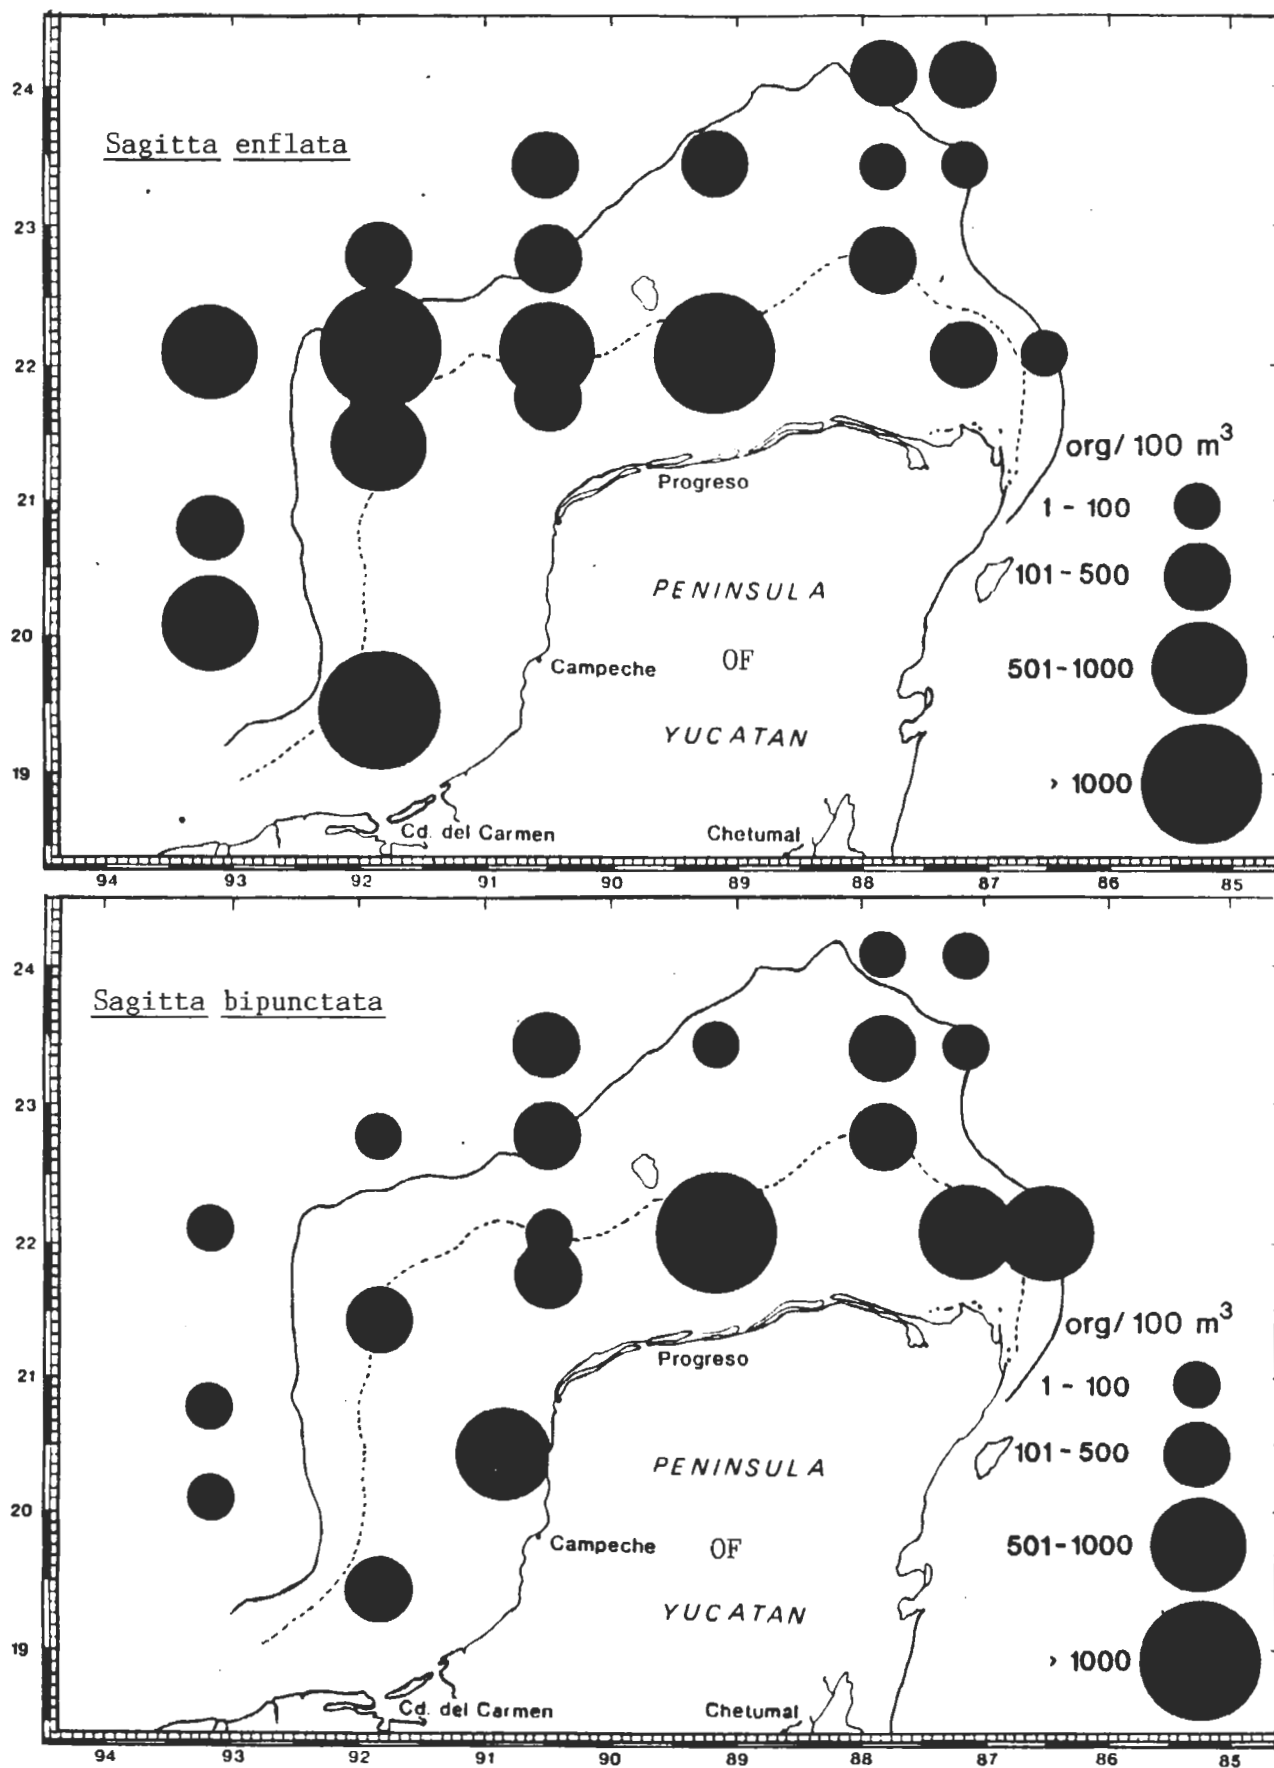 24
Sagitta enflata
23
22
org/ 100 m³
21
Progreso
1 - 100
101-500
PENINSULA
20
Campeche
OF
501-1000
YUCATAN
19
> 1000
Cd. del Carmen
Chetumal
94 93 92 91 90 89 88 87 86 85
24
Sagitta bipunctata
23
22
org/ 100 m³
21
Progreso
1 - 100
101-500
PENINSULA
20
Campeche
OF
501-1000
YUCATAN
19
> 1000
Cd. del Carmen
Chetumal
94 93 92 91 90 89 88 87 86 85